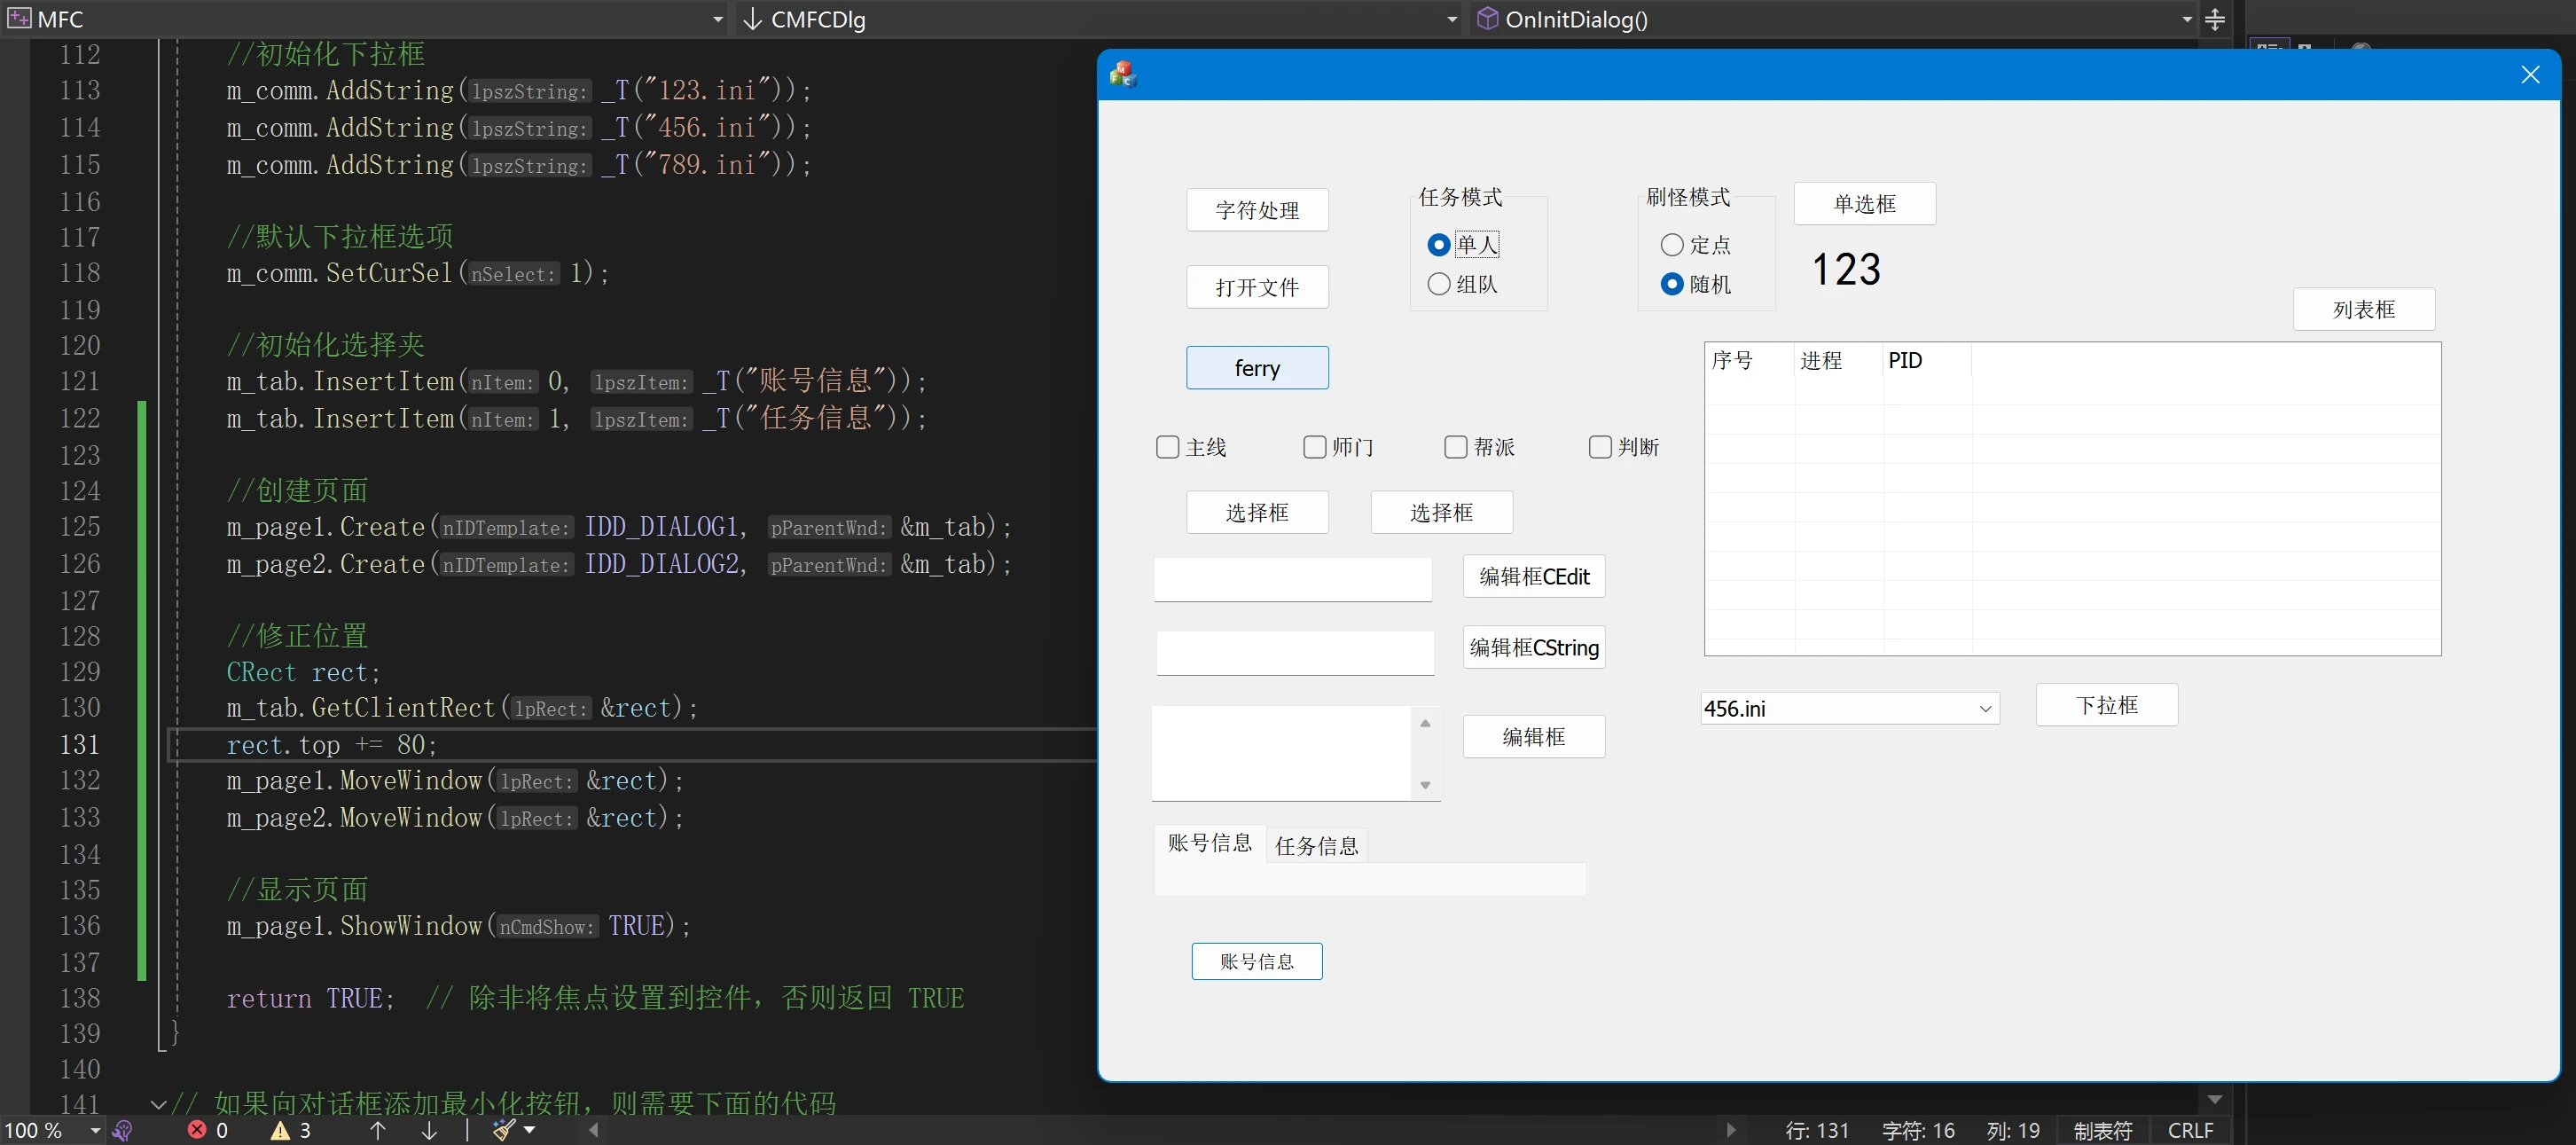 MFC
CMFCDlg
OnInitDialog()
112 //初始化下拉框
113 m_comm.AddString(lpszString: _T("123.ini"));
114 m_comm.AddString(lpszString: _T("456.ini"));
115 m_comm.AddString(lpszString: _T("789.ini"));
116
117 //默认下拉框选项
118 m_comm.SetCurSel(nSelect: 1);
119
120 //初始化选择夹
121 m_tab.InsertItem(nItem: 0, lpszItem: _T("账号信息"));
122 m_tab.InsertItem(nItem: 1, lpszItem: _T("任务信息"));
123
124 //创建页面
125 m_page1.Create(nIDTemplate: IDD_DIALOG1, pParentWnd: &m_tab);
126 m_page2.Create(nIDTemplate: IDD_DIALOG2, pParentWnd: &m_tab);
127
128 //修正位置
129 CRect rect;
130 m_tab.GetClientRect(lpRect: &rect);
131 rect.top += 80;
132 m_page1.MoveWindow(lpRect: &rect);
133 m_page2.MoveWindow(lpRect: &rect);
134
135 //显示页面
136 m_page1.ShowWindow(nCmdShow: TRUE);
137
138 return TRUE; // 除非将焦点设置到控件，否则返回 TRUE
139 }
140
141 // 如果向对话框添加最小化按钮，则需要下面的代码
字符处理
任务模式
刷怪模式
单选框
单人
定点
123
打开文件
组队
随机
列表框
序号 进程 PID
ferry
主线 师门 帮派 判断
选择框 选择框
编辑框CEdit
编辑框CString
456.ini
下拉框
编辑框
账号信息 任务信息
账号信息
100 %
0
3
行: 131 字符: 16 列: 19 制表符 CRLF